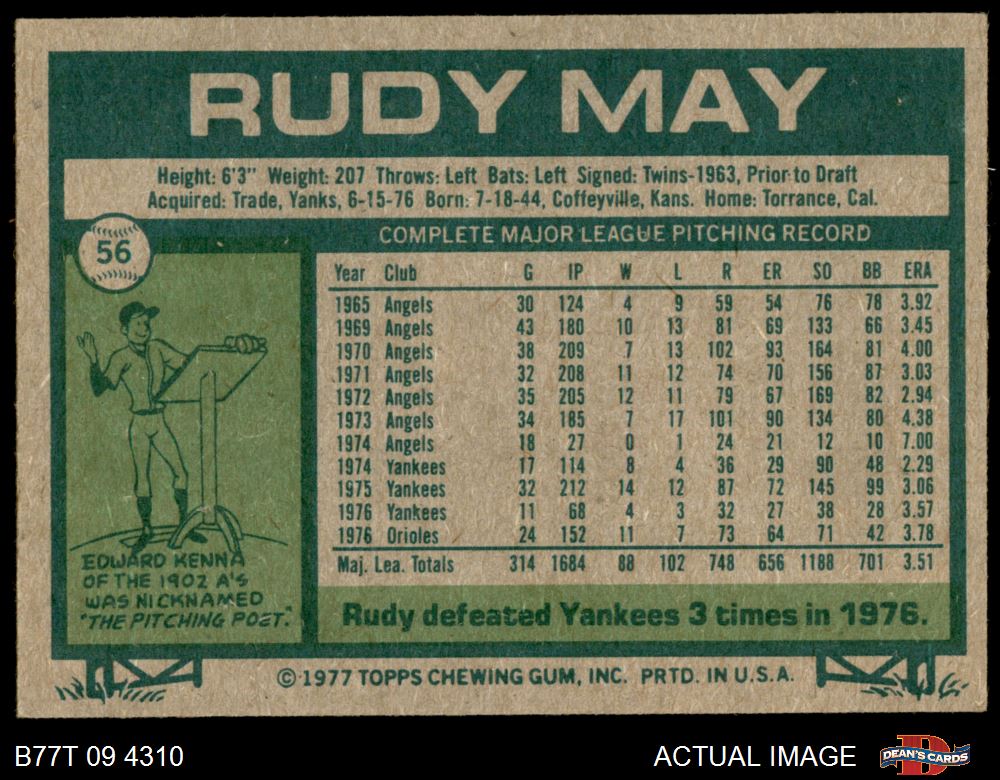 RUDY MAY
Height: 6'3" Weight: 207 Throws: Left Bats: Left Signed: Twins-1963, Prior to Draft
Acquired: Trade, Yanks, 6-15-76 Born: 7-18-44, Coffeyville, Kans. Home: Torrance, Cal.
56
COMPLETE MAJOR LEAGUE PITCHING RECORD
Year Club G IP W L R ER SO BB ERA
1965 Angels 30 124 4 9 59 54 76 78 3.92
1969 Angels 43 180 10 13 81 69 133 66 3.45
1970 Angels 38 209 7 13 102 93 164 81 4.00
1971 Angels 32 208 11 12 74 70 156 87 3.03
1972 Angels 35 205 12 11 79 67 169 82 2.94
1973 Angels 34 185 7 17 101 90 134 80 4.38
1974 Angels 18 27 0 1 24 21 12 10 7.00
1974 Yankees 17 114 8 4 36 29 90 48 2.29
1975 Yankees 32 212 14 12 87 72 145 99 3.06
1976 Yankees 11 68 4 3 32 27 38 28 3.57
1976 Orioles 24 152 11 7 73 64 71 42 3.78
Maj. Lea. Totals 314 1684 88 102 748 656 1188 701 3.51
EDWARD KENNA
OF THE 1902 A'S
WAS NICKNAMED
"THE PITCHING POET."
Rudy defeated Yankees 3 times in 1976.
©1977 TOPPS CHEWING GUM, INC. PRTD. IN U.S.A.
B77T 09 4310
ACTUAL IMAGE
DEAN'S CARDS